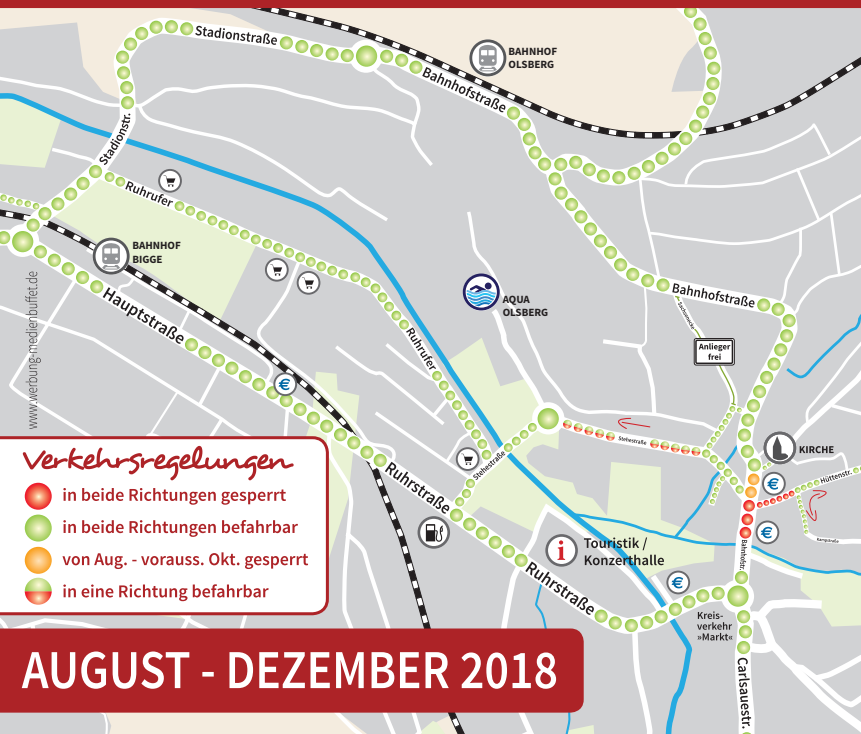 Stadionstraße
Bahnhofstraße
BAHNHOF
OLSBERG
Stadionstr.
Ruhrufer
BAHNHOF
BIGGE
Hauptstraße
www.werbung-medienbuffet.de
AQUA
OLSBERG
Bahnhofstraße
Anlieger
frei
Ruhrufer
€
Stehestraße
Stehestraße
KIRCHE
€
Hüttenstr.
€
Bahnhofstr.
Ruhrstraße
i
Touristik /
Konzerthalle
Ruhrstraße
€
Kreis-
verkehr
»Markt«
Carlsauestr.
Verkehrsregelungen
in beide Richtungen gesperrt
in beide Richtungen befahrbar
von Aug. - vorauss. Okt. gesperrt
in eine Richtung befahrbar
AUGUST - DEZEMBER 2018